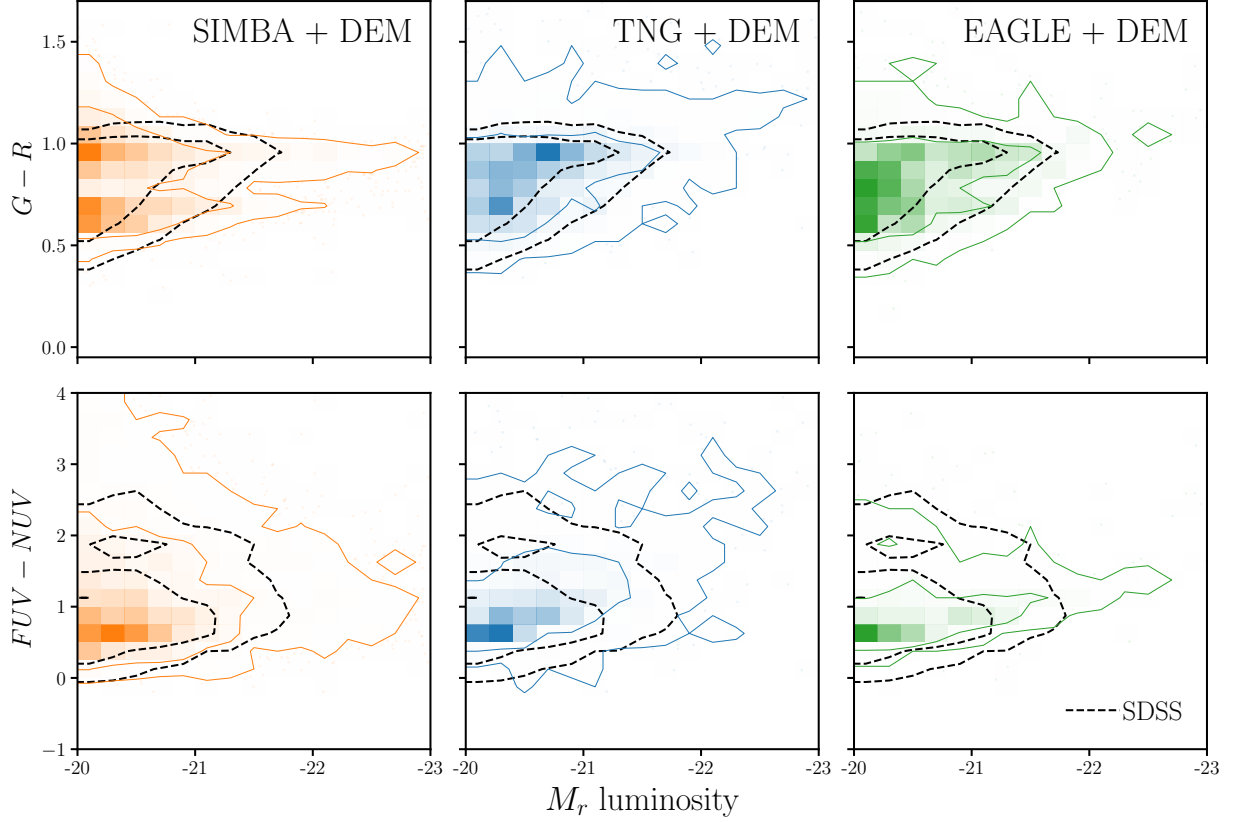 SIMBA + DEM
TNG + DEM
EAGLE + DEM
G − R
1.5
1.0
0.5
0.0
FUV − NUV
4
3
2
1
0
−1
SDSS
-20 -21 -22 -23
-20 -21 -22 -23
-20 -21 -22 -23
M_r luminosity